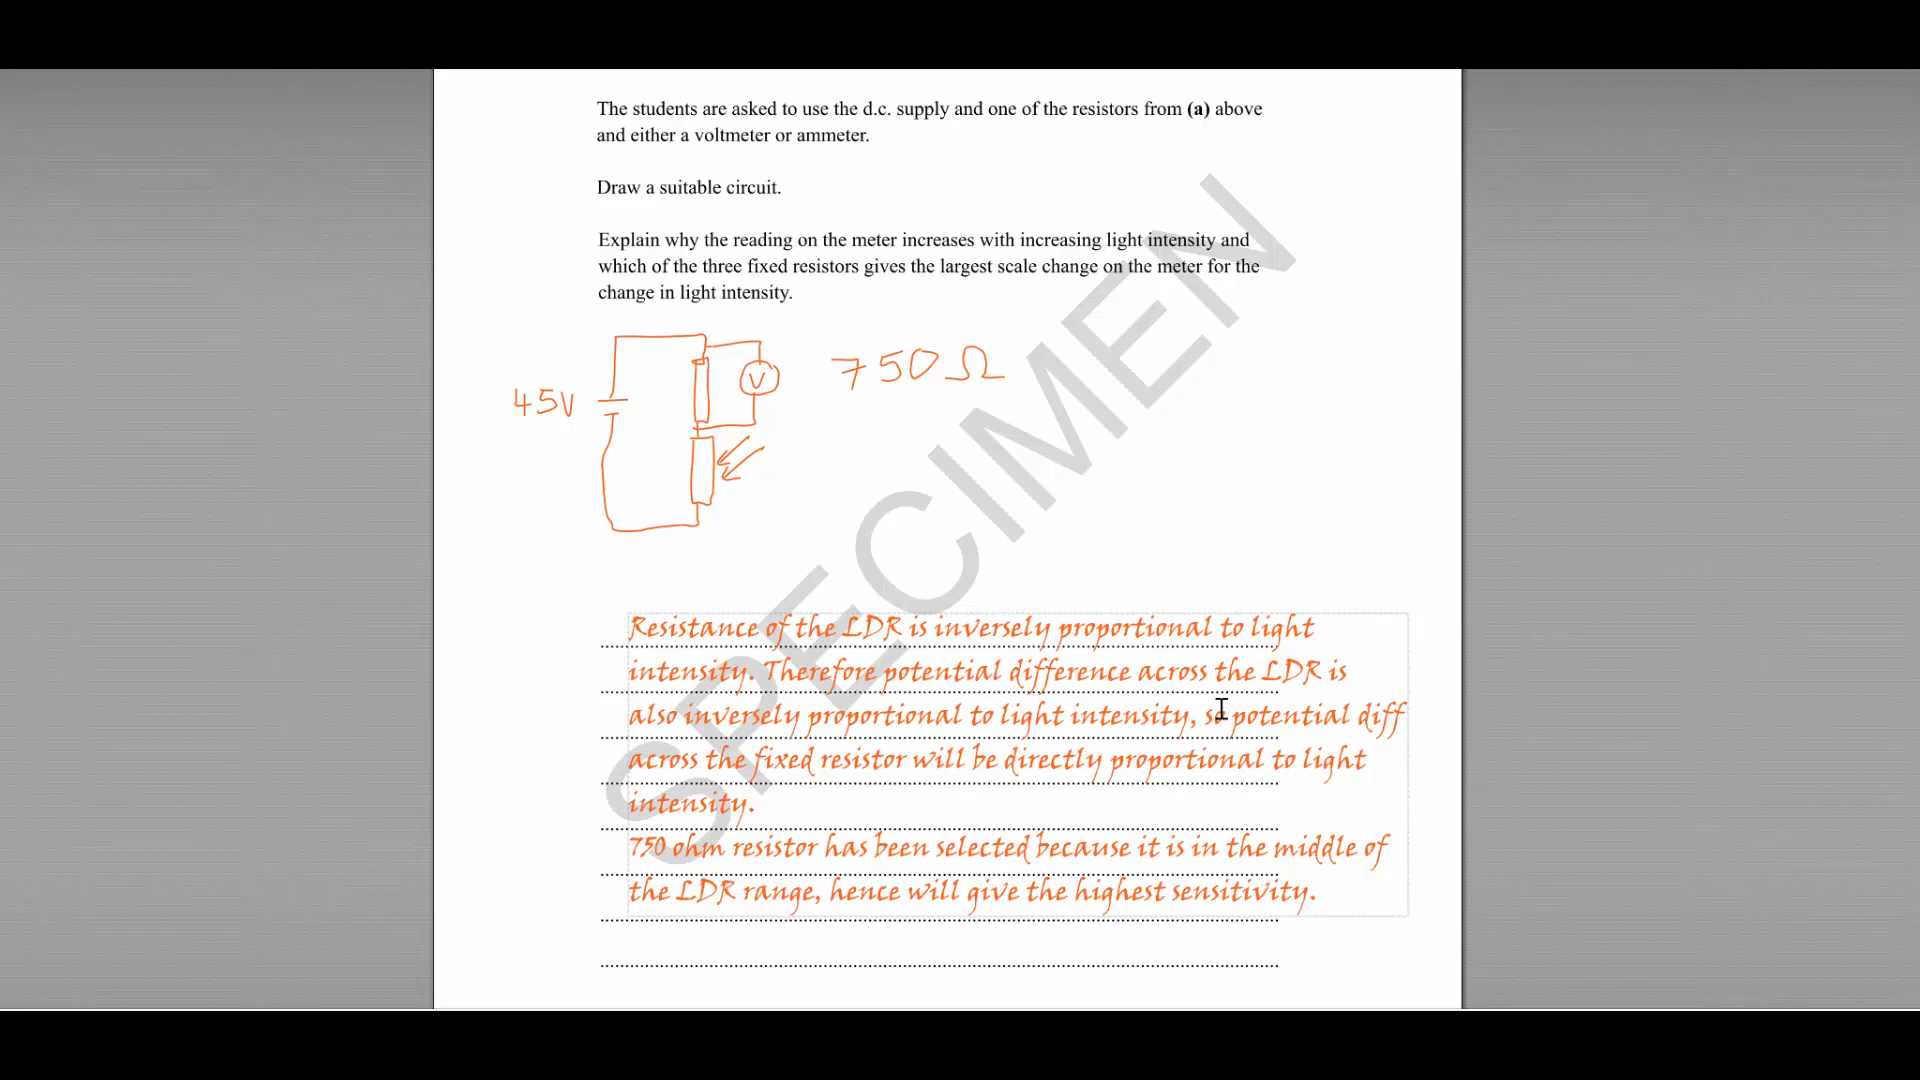 The students are asked to use the d.c. supply and one of the resistors from (a) above
and either a voltmeter or ammeter.
Draw a suitable circuit.
Explain why the reading on the meter increases with increasing light intensity and
which of the three fixed resistors gives the largest scale change on the meter for the
change in light intensity.
45V
V
750Ω
SPECIMEN
Resistance of the LDR is inversely proportional to light
intensity. Therefore potential difference across the LDR is
also inversely proportional to light intensity, so potential diff
across the fixed resistor will be directly proportional to light
intensity.
750 ohm resistor has been selected because it is in the middle of
the LDR range, hence will give the highest sensitivity.